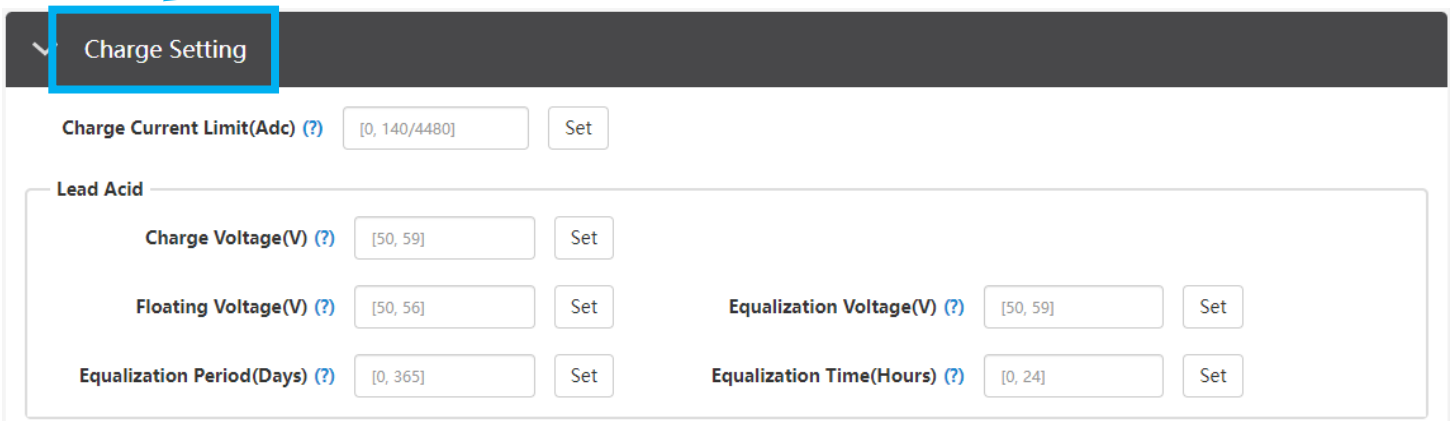 Charge Setting
Charge Current Limit(Adc) (?) [0, 140/4480] Set
Lead Acid
Charge Voltage(V) (?) [50, 59] Set
Floating Voltage(V) (?) [50, 56] Set Equalization Voltage(V) (?) [50, 59] Set
Equalization Period(Days) (?) [0, 365] Set Equalization Time(Hours) (?) [0, 24] Set